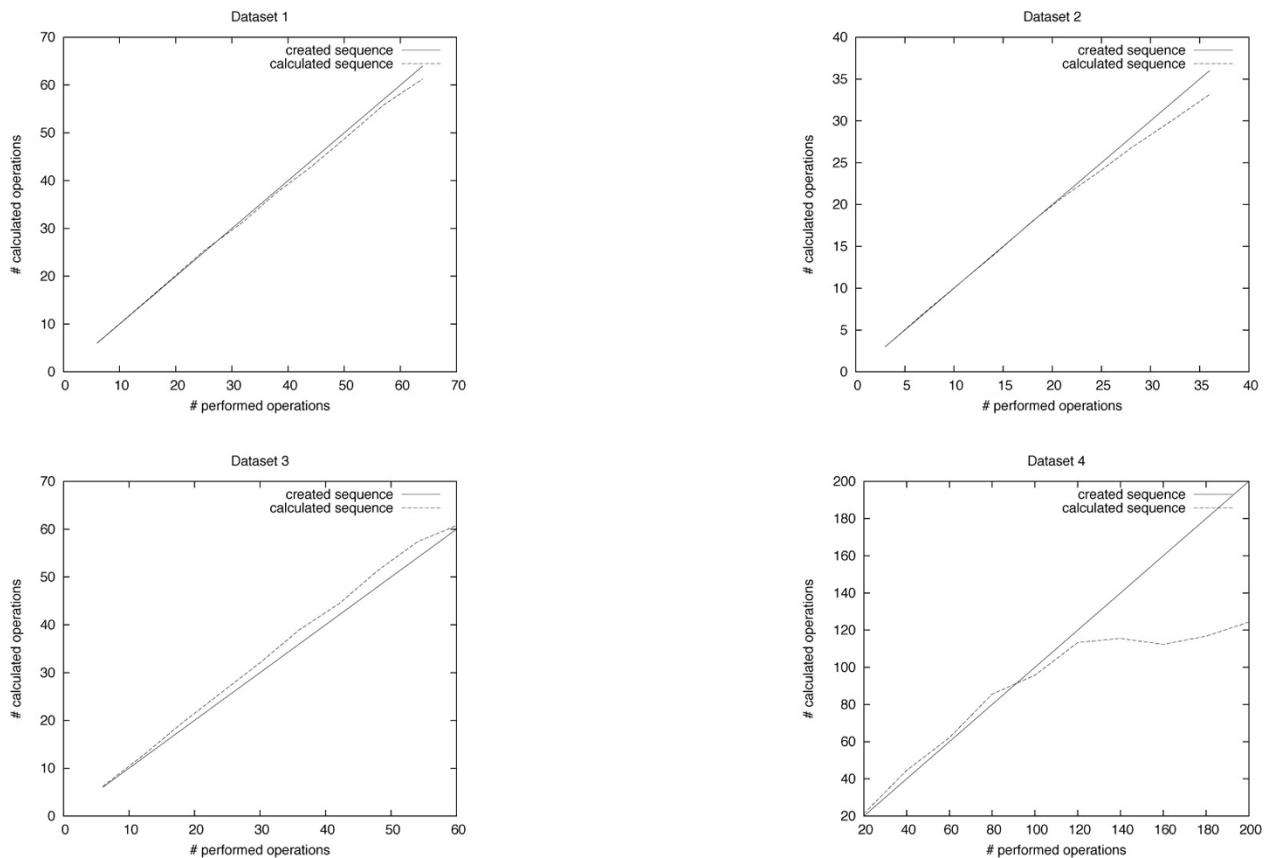 Dataset 1
70
60
50
40
30
20
10
0
# calculated operations
created sequence
calculated sequence
0 10 20 30 40 50 60 70
# performed operations
Dataset 2
40
35
30
25
20
15
10
5
0
# calculated operations
created sequence
calculated sequence
0 5 10 15 20 25 30 35 40
# performed operations
Dataset 3
70
60
50
40
30
20
10
0
# calculated operations
created sequence
calculated sequence
0 10 20 30 40 50 60
# performed operations
Dataset 4
200
180
160
140
120
100
80
60
40
20
# calculated operations
created sequence
calculated sequence
20 40 60 80 100 120 140 160 180 200
# performed operations